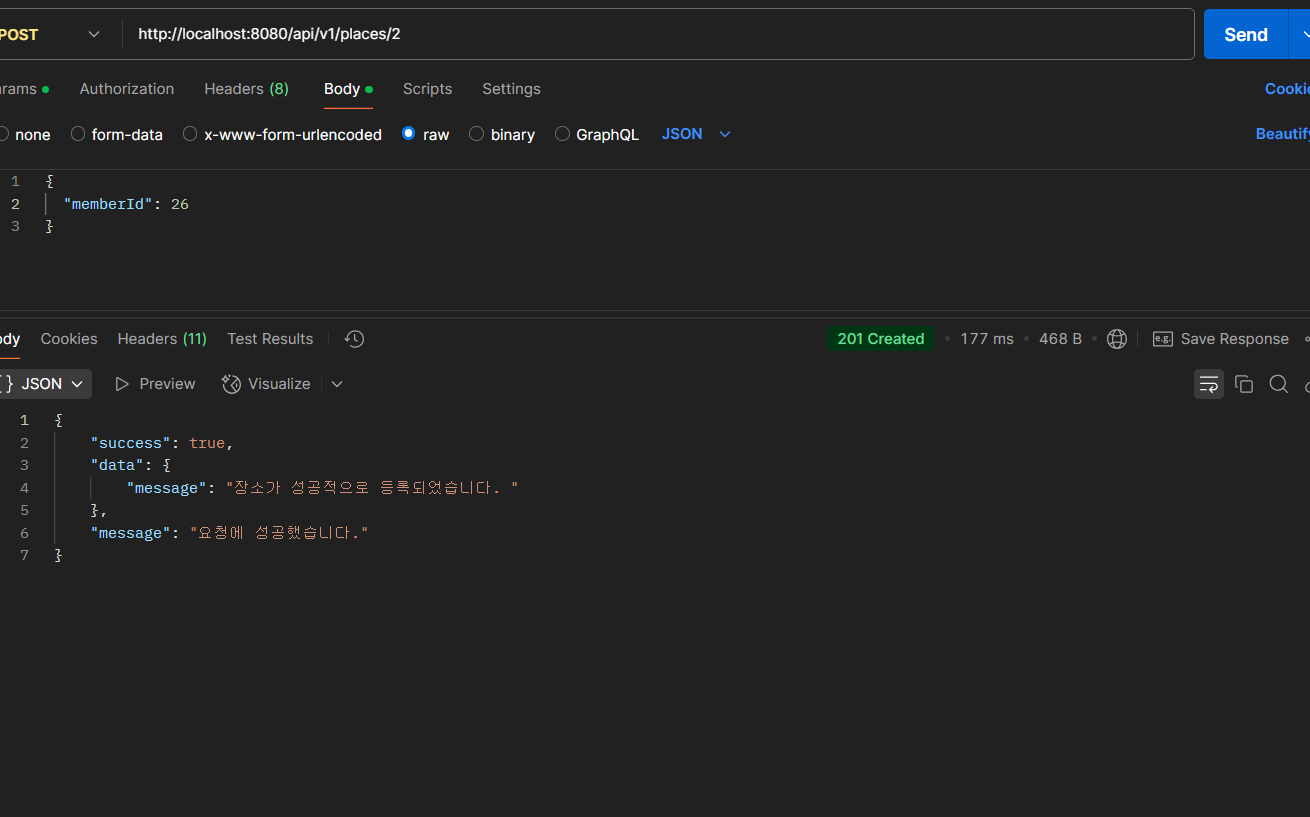 POST http://localhost:8080/api/v1/places/2 Send
rams Authorization Headers (8) Body Scripts Settings Cookie
none form-data x-www-form-urlencoded raw binary GraphQL JSON Beautify
1 {
2 "memberId": 26
3 }
ody Cookies Headers (11) Test Results 201 Created • 177 ms • 468 B • e.g. Save Response
{} JSON Preview Visualize
1 {
2 "success": true,
3 "data": {
4 "message": "장소가 성공적으로 등록되었습니다. "
5 },
6 "message": "요청에 성공했습니다."
7 }